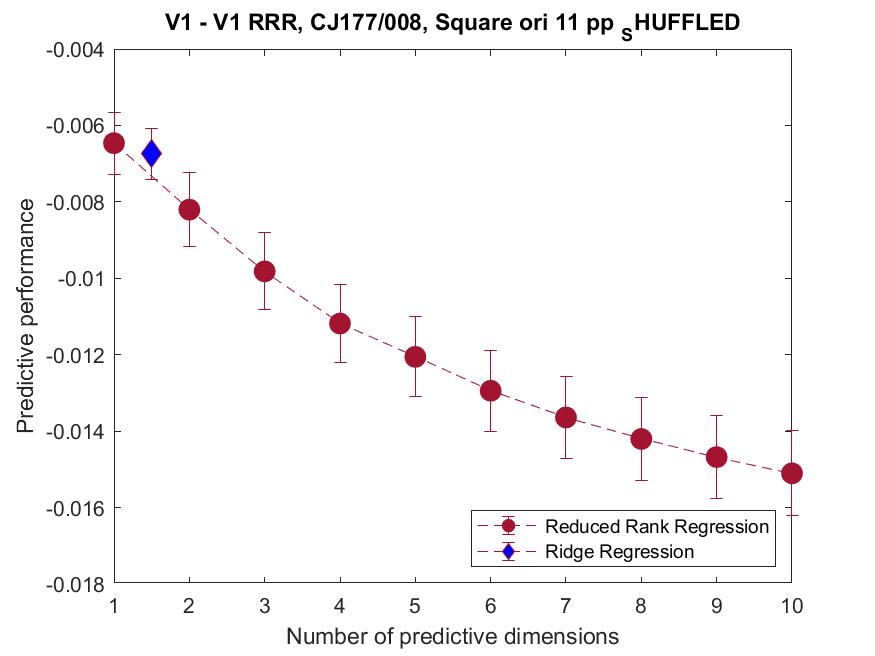 V1 - V1 RRR, CJ177/008, Square ori 11 pp SHUFFLED
-0.004
-0.006
-0.008
-0.01
-0.012
-0.014
-0.016
-0.018
Predictive performance
Reduced Rank Regression
Ridge Regression
1 2 3 4 5 6 7 8 9 10
Number of predictive dimensions